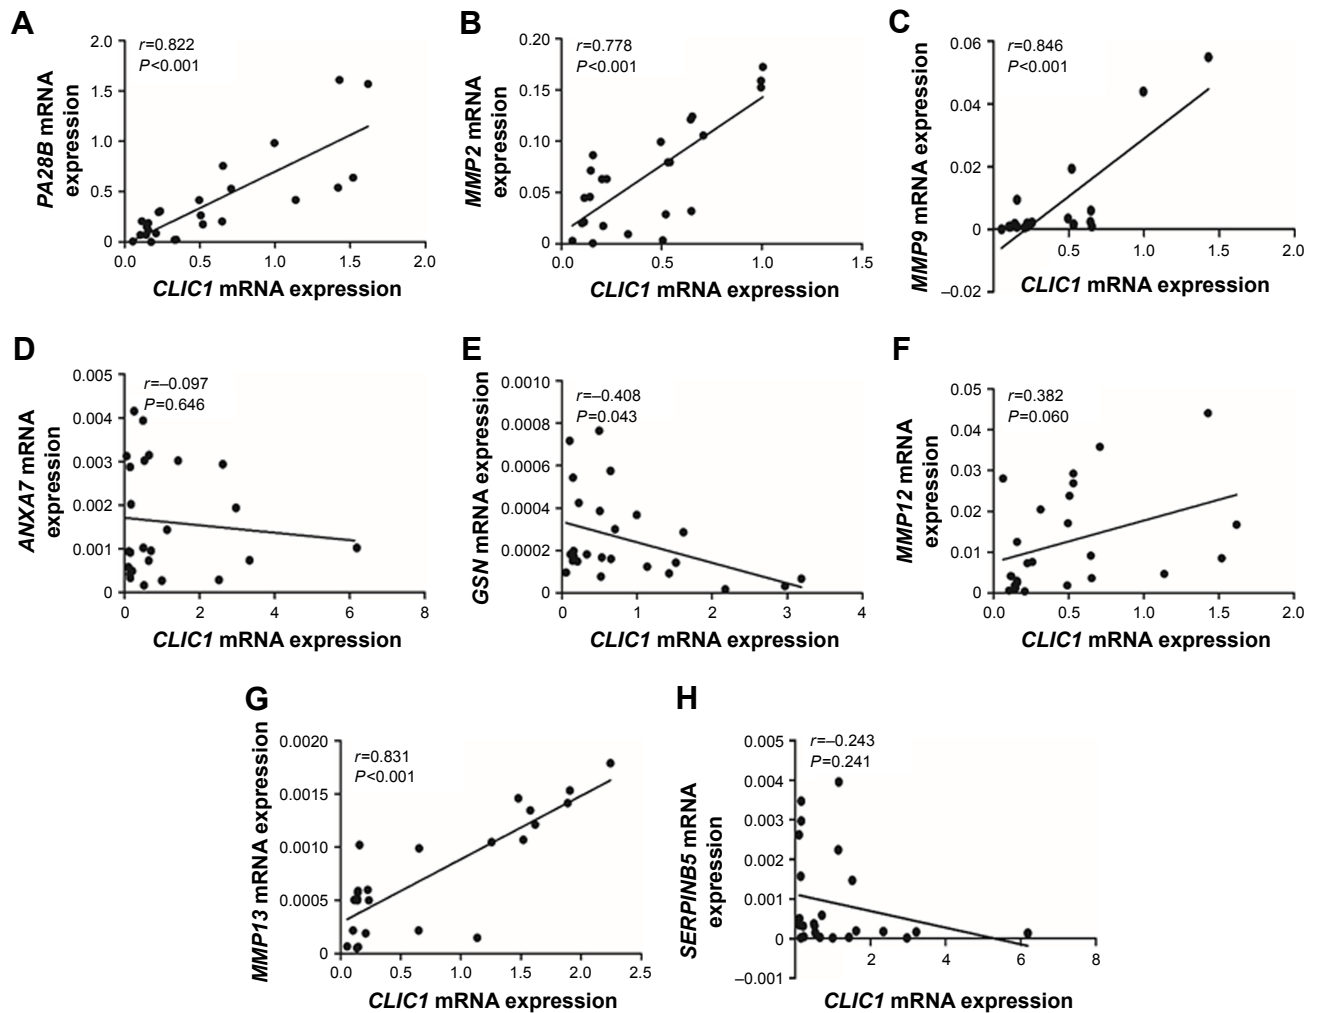 A
PA28B mRNA
expression
r=0.822
P<0.001
2.0
1.5
1.0
0.5
0
0.0 0.5 1.0 1.5 2.0
CLIC1 mRNA expression
B
MMP2 mRNA
expression
r=0.778
P<0.001
0.20
0.15
0.10
0.05
0
0.0 0.5 1.0 1.5
CLIC1 mRNA expression
C
MMP9 mRNA expression
r=0.846
P<0.001
0.06
0.04
0.02
0
–0.02
0.5 1.0 1.5 2.0
CLIC1 mRNA expression
D
ANXA7 mRNA
expression
r=–0.097
P=0.646
0.005
0.004
0.003
0.002
0.001
0
0 2 4 6 8
CLIC1 mRNA expression
E
GSN mRNA expression
r=–0.408
P=0.043
0.0010
0.0008
0.0006
0.0004
0.0002
0
0 1 2 3 4
CLIC1 mRNA expression
F
MMP12 mRNA
expression
r=0.382
P=0.060
0.05
0.04
0.03
0.02
0.01
0
0.0 0.5 1.0 1.5 2.0
CLIC1 mRNA expression
G
MMP13 mRNA expression
r=0.831
P<0.001
0.0020
0.0015
0.0010
0.0005
0
0.0 0.5 1.0 1.5 2.0 2.5
CLIC1 mRNA expression
H
SERPINB5 mRNA
expression
r=–0.243
P=0.241
0.005
0.004
0.003
0.002
0.001
0
–0.001
2 4 6 8
CLIC1 mRNA expression